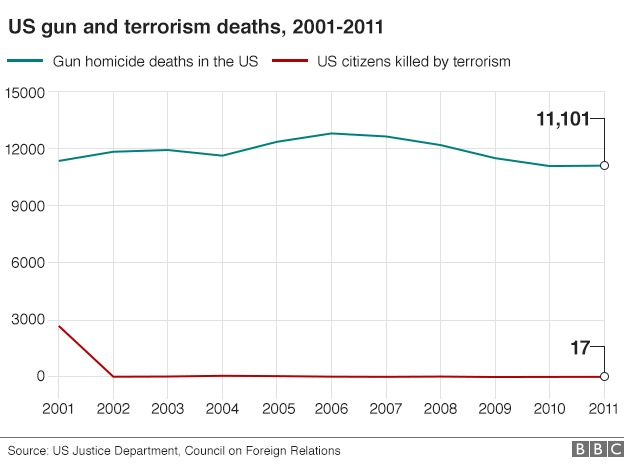 US gun and terrorism deaths, 2001-2011
Gun homicide deaths in the US US citizens killed by terrorism
15000
11,101
12000
9000
6000
3000
17
0
2001 2002 2003 2004 2005 2006 2007 2008 2009 2010 2011
Source: US Justice Department, Council on Foreign Relations
BBC